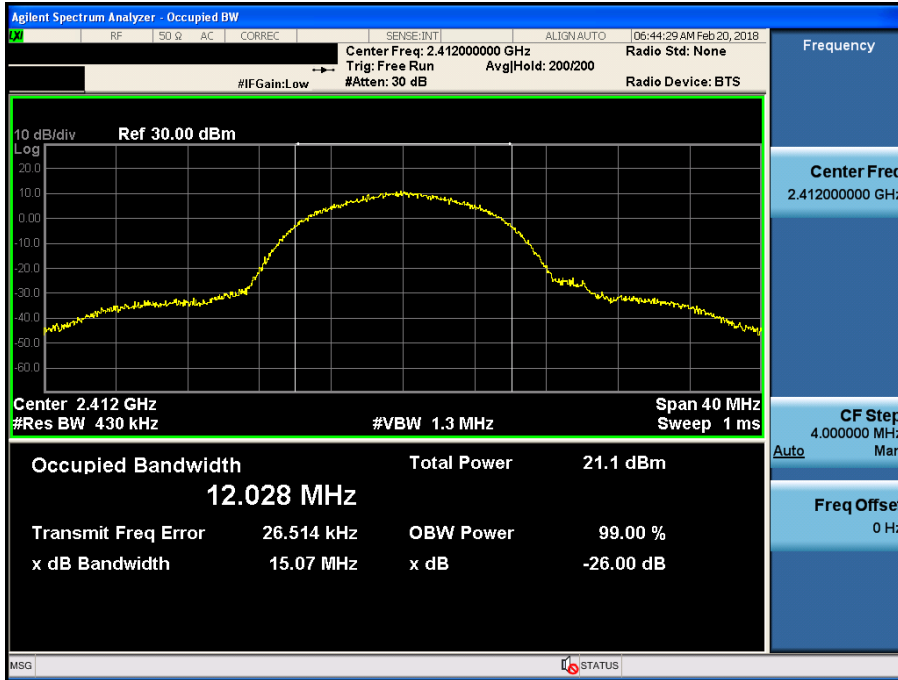 Agilent Spectrum Analyzer - Occupied BW
LXI RF 50 Ω AC CORREC SENSE:INT ALIGN AUTO 06:44:29 AM Feb 20, 2018
Center Freq: 2.412000000 GHz Radio Std: None
Trig: Free Run Avg|Hold: 200/200
#IFGain:Low #Atten: 30 dB Radio Device: BTS
10 dB/div Ref 30.00 dBm
Log
20.0
10.0
0.00
-10.0
-20.0
-30.0
-40.0
-50.0
-60.0
Center 2.412 GHz Span 40 MHz
#Res BW 430 kHz #VBW 1.3 MHz Sweep 1 ms
Occupied Bandwidth Total Power 21.1 dBm
12.028 MHz
Transmit Freq Error 26.514 kHz OBW Power 99.00 %
x dB Bandwidth 15.07 MHz x dB -26.00 dB
MSG STATUS
Frequency
Center Freq
2.412000000 GHz
CF Step
4.000000 MHz
Auto Man
Freq Offset
0 Hz